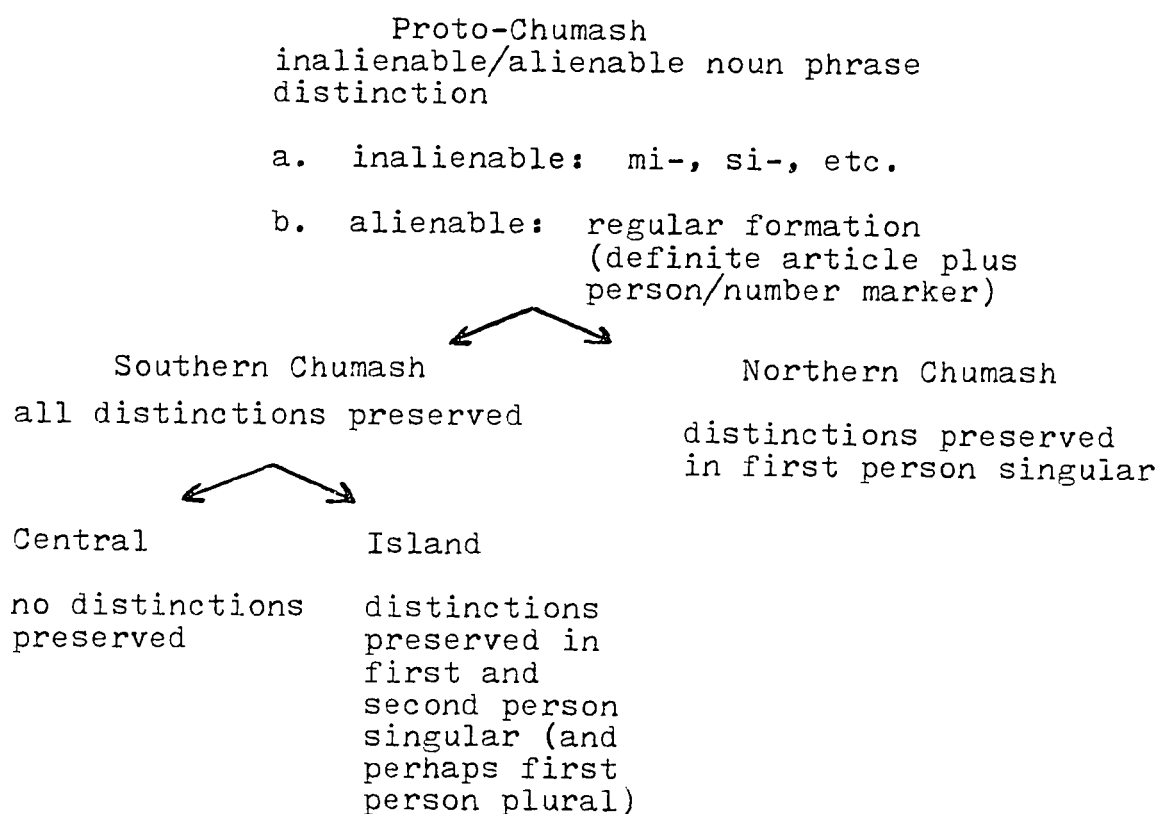 Proto-Chumash
inalienable/alienable noun phrase
distinction
a. inalienable: mi-, si-, etc.
b. alienable: regular formation
(definite article plus
person/number marker)
Southern Chumash
all distinctions preserved
Northern Chumash
distinctions preserved
in first person singular
Central
no distinctions
preserved
Island
distinctions
preserved in
first and
second person
singular (and
perhaps first
person plural)